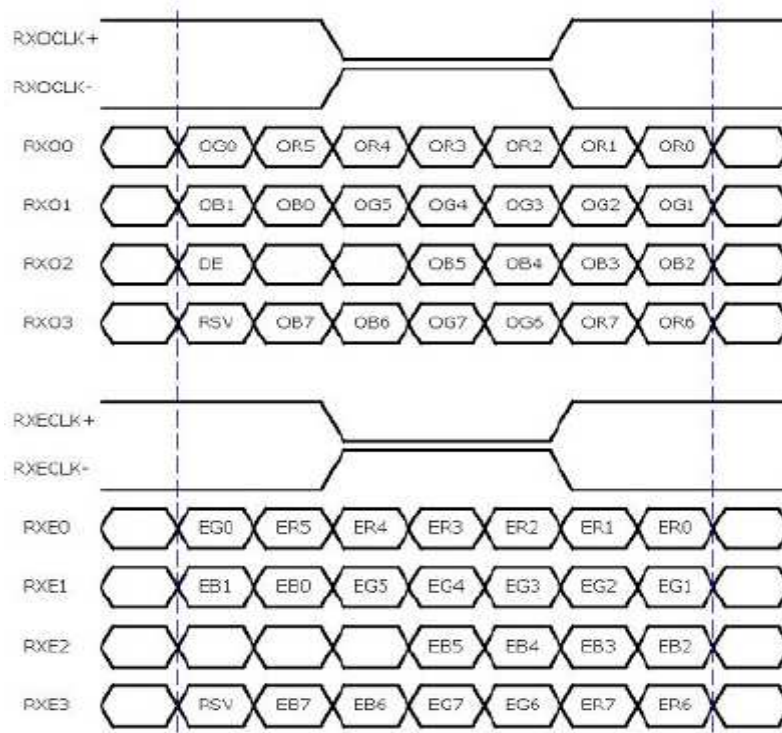 RXOCLK+
RXOCLK-
RXO0 OG0 OR5 OR4 OR3 OR2 OR1 OR0
RXO1 OB1 OB0 OG5 OG4 OG3 OG2 OG1
RXO2 DE OB5 OB4 OB3 OB2
RXO3 RSV OB7 OB6 OG7 OG6 OR7 OR6
RXECLK+
RXECLK-
RXE0 EG0 ER5 ER4 ER3 ER2 ER1 ER0
RXE1 EB1 EB0 EG5 EG4 EG3 EG2 EG1
RXE2 EB5 EB4 EB3 EB2
RXE3 RSV EB7 EB6 EG7 EG6 ER7 ER6